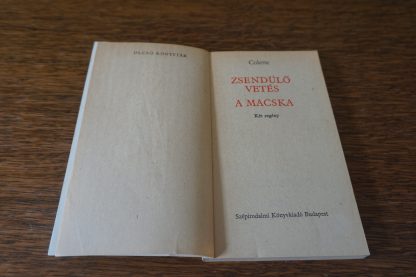 OLCSÓ KÖNYVTÁR
Colette
ZSENDÜLŐ
VETÉS
A MACSKA
Két regény
Szépirodalmi Könyvkiadó Budapest